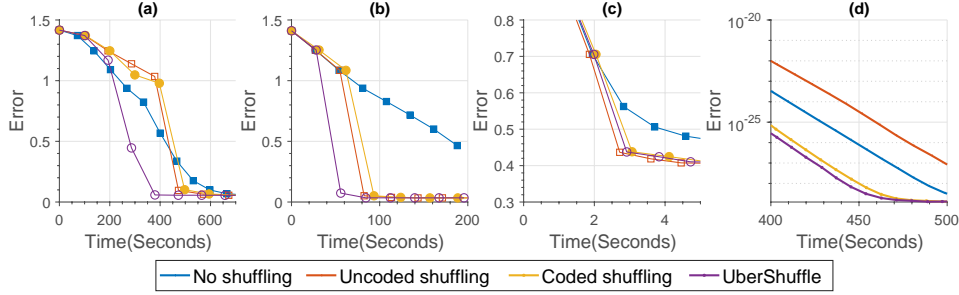 (a) (b) (c) (d)
1.5 1.5 0.8 10⁻²⁰
0.7
1 1 0.6 10⁻²⁵
0.5
0.5 0.5 0.4
0 0 0.3
Error Error Error Error
0 200 400 600 0 50 100 150 200 0 2 4 400 450 500
Time(Seconds) Time(Seconds) Time(Seconds) Time(Seconds)
No shuffling Uncoded shuffling Coded shuffling UberShuffle